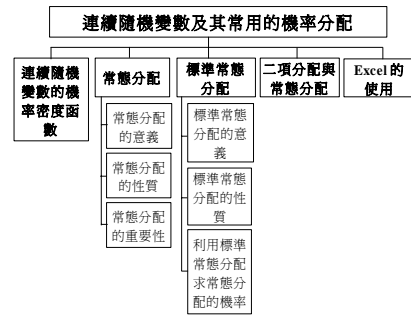 連續隨機變數及其常用的機率分配
連續隨機
變數的機
率密度函
數
常態分配
常態分配
的意義
常態分配
的性質
常態分配
的重要性
標準常態
分配
標準常態
分配的意
義
標準常態
分配的性
質
利用標準
常態分配
求常態分
配的機率
二項分配與
常態分配
Excel 的
使用